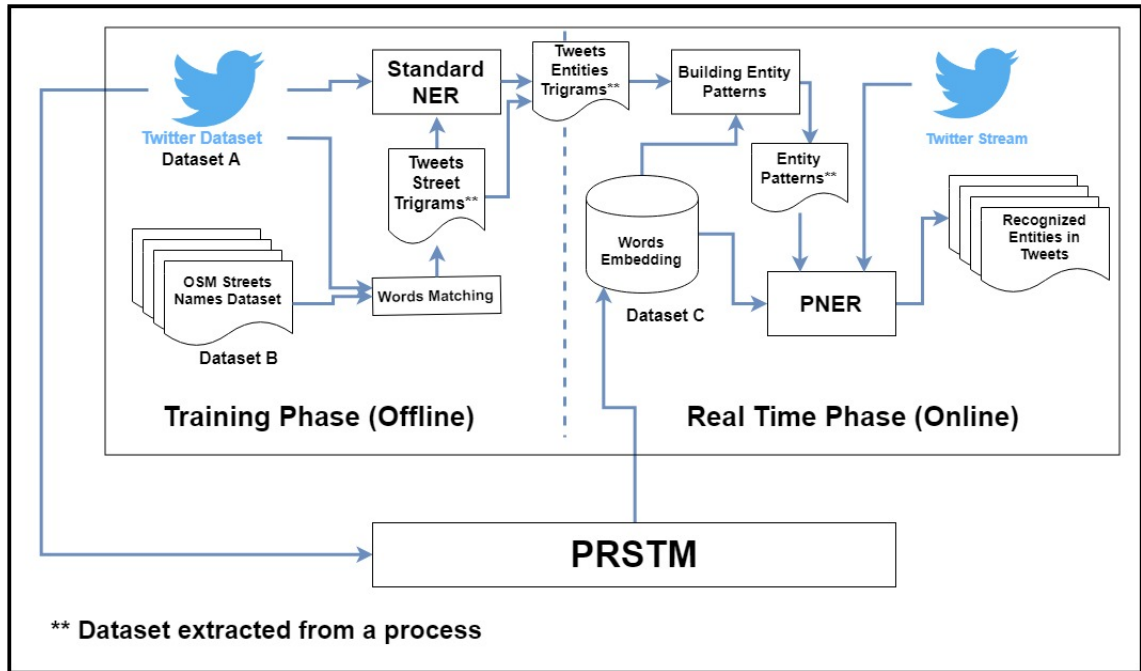 Twitter Dataset
Dataset A
Standard
NER
Tweets
Street
Trigrams**
OSM Streets
Names Dataset
Dataset B
Words Matching
Training Phase (Offline)
Tweets
Entities
Trigrams**
Building Entity
Patterns
Entity
Patterns**
Twitter Stream
Words
Embedding
Dataset C
PNER
Recognized
Entities in
Tweets
Real Time Phase (Online)
PRSTM
** Dataset extracted from a process